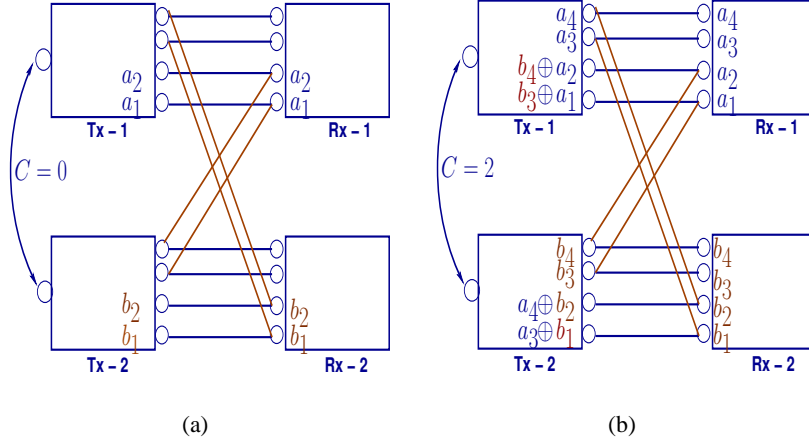 a₂
a₂
a₁
a₁
Tx – 1
Rx – 1
C = 0
b₂
b₂
b₁
b₁
Tx – 2
Rx – 2
(a)
a₄
a₄
a₃
a₃
b₄⊕a₂
a₂
b₃⊕a₁
a₁
Tx – 1
Rx – 1
C = 2
b₄
b₄
b₃
b₃
a₄⊕b₂
b₂
a₃⊕b₁
b₁
Tx – 2
Rx – 2
(b)